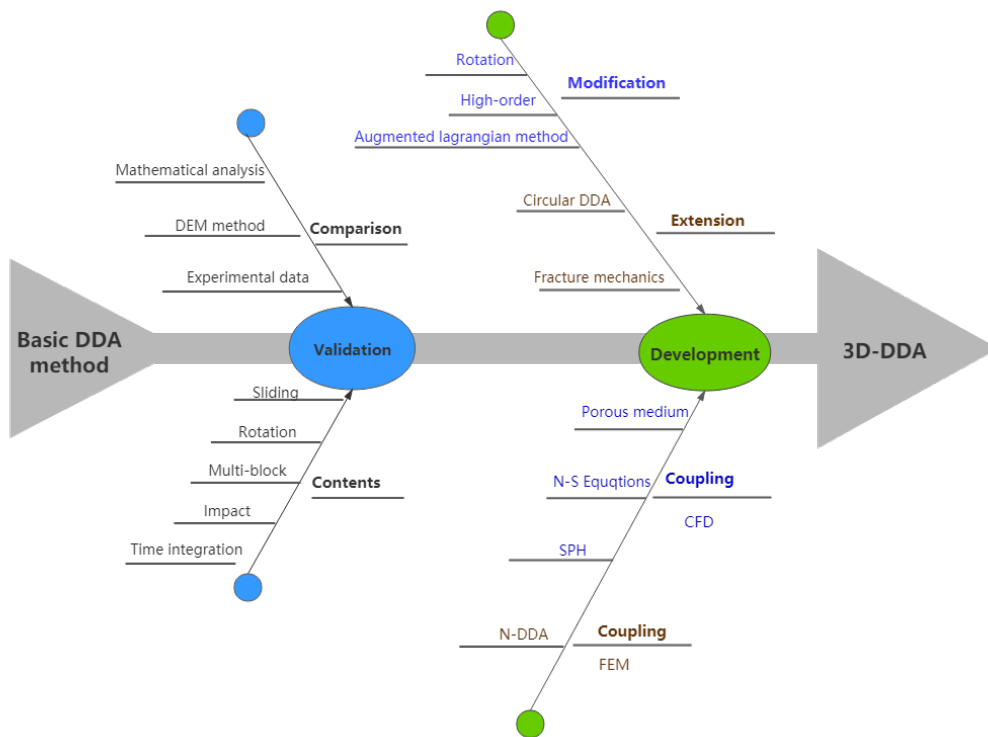 Rotation
Modification
High-order
Augmented lagrangian method
Mathematical analysis
Circular DDA
DEM method
Comparison
Extension
Experimental data
Fracture mechanics
Basic DDA
method
Validation
Development
3D-DDA
Sliding
Porous medium
Rotation
Multi-block
Contents
N-S Equqtions
Coupling
Impact
CFD
Time integration
SPH
N-DDA
Coupling
FEM